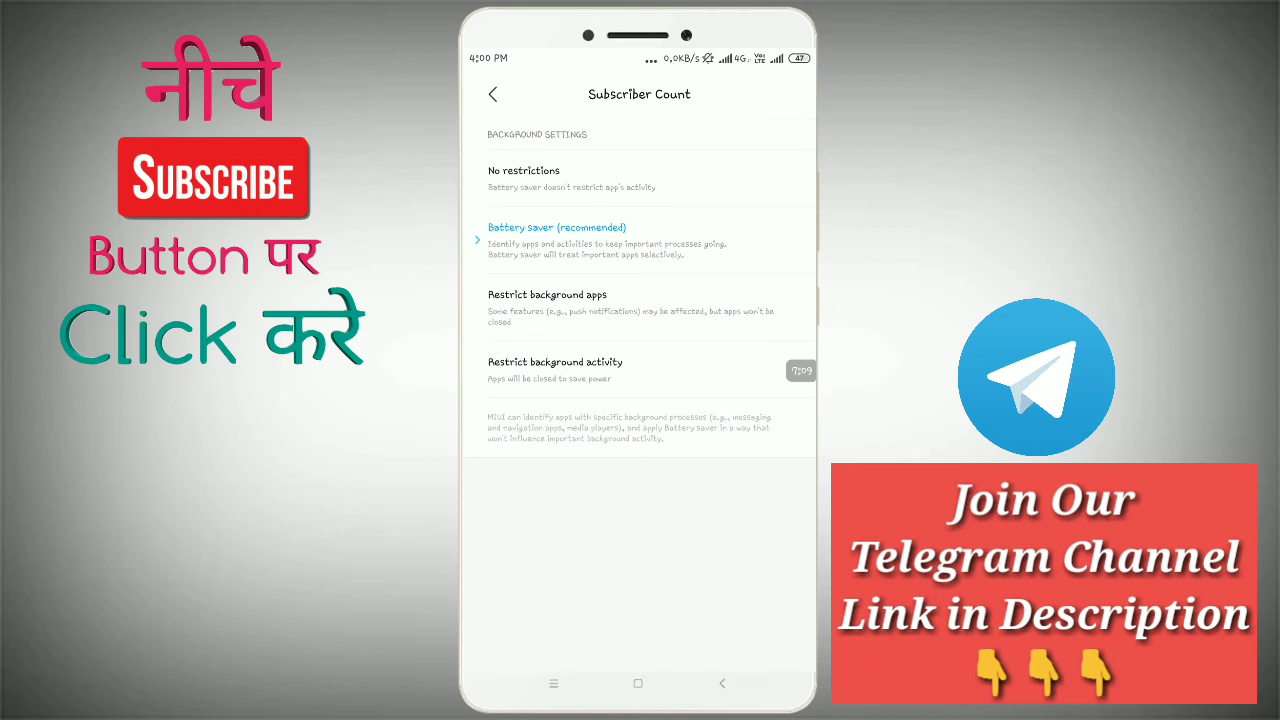 नीचे
SUBSCRIBE
Button पर
Click करे
4:00 PM
... 0.0KB/s 4G VoLTE 47
Subscriber Count
BACKGROUND SETTINGS
No restrictions
Battery saver doesn't restrict app's activity
Battery saver (recommended)
Identify apps and activities to keep important processes going.
Battery saver will treat important apps selectively.
Restrict background apps
Some features (e.g., push notifications) may be affected, but apps won't be
closed
Restrict background activity
Apps will be closed to save power
7:09
MIUI can identify apps with specific background processes (e.g., messaging
and navigation apps, media players), and apply Battery saver in a way that
won't influence important background activity.
Join Our
Telegram Channel
Link in Description